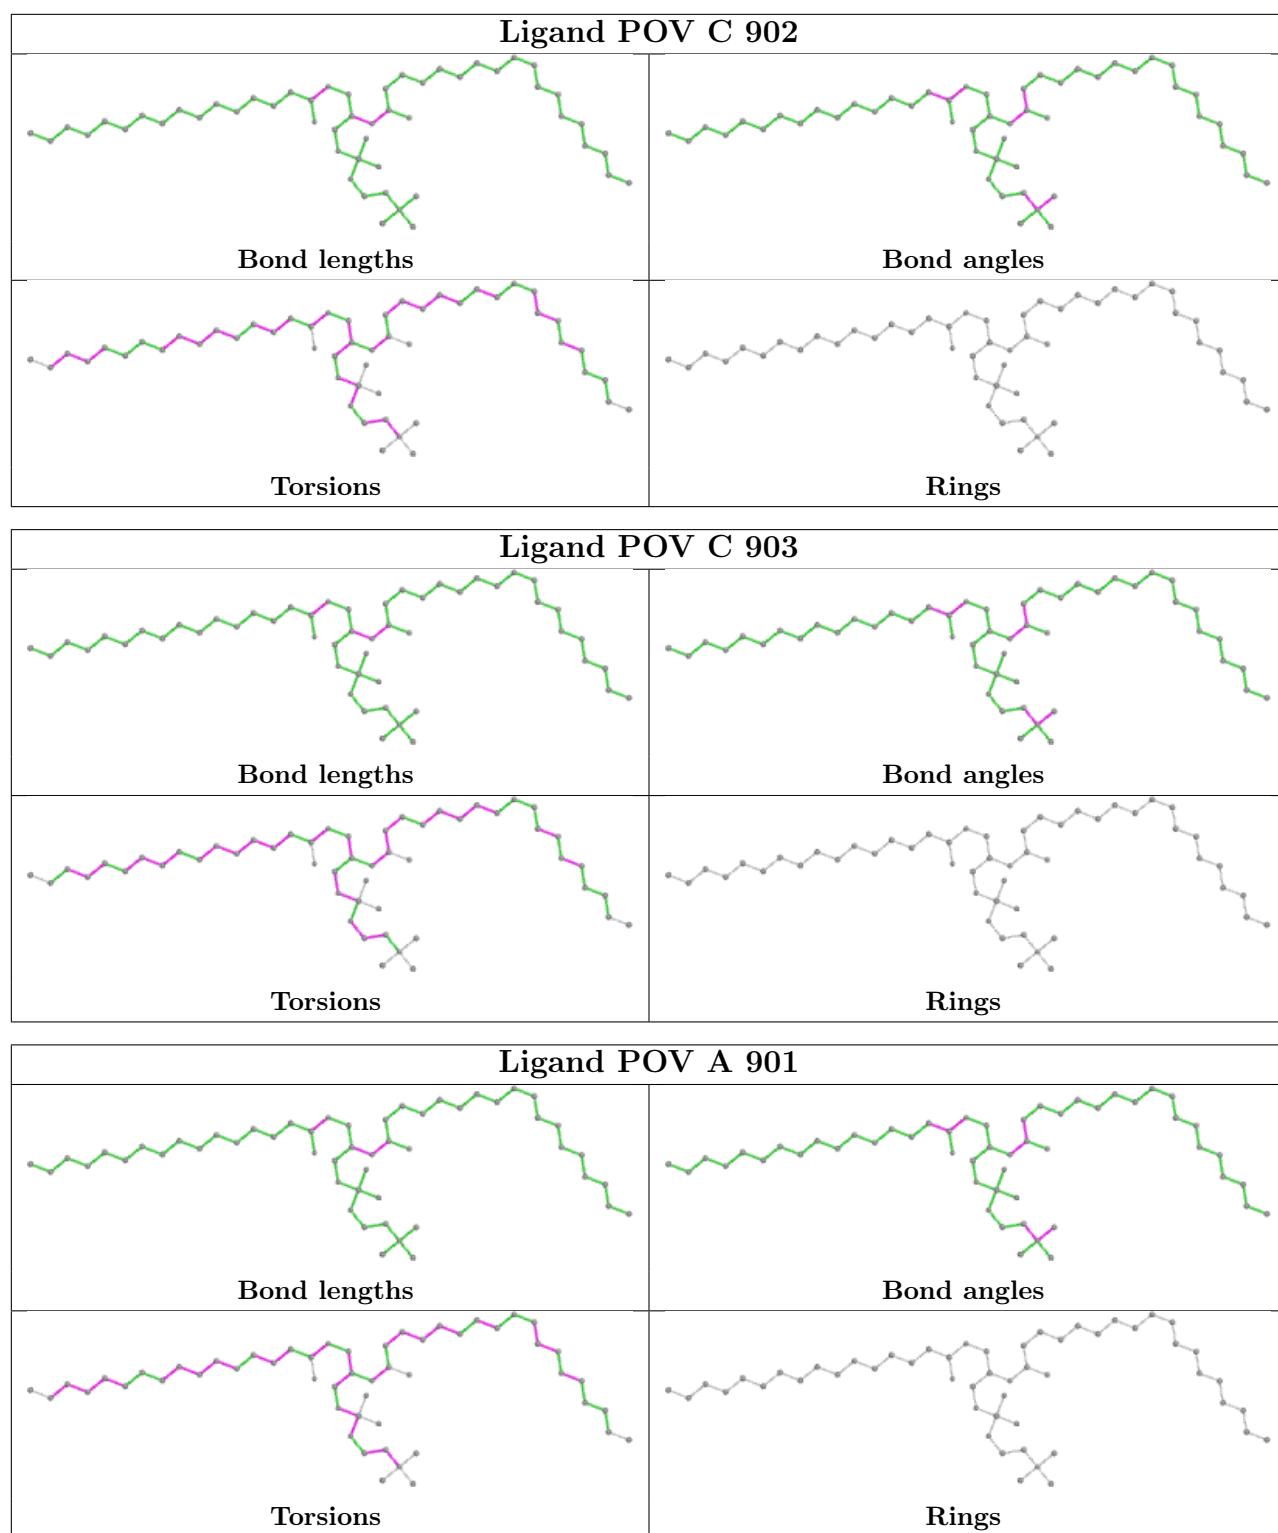 Ligand POV C 902
Bond lengths
Bond angles
Torsions
Rings
Ligand POV C 903
Bond lengths
Bond angles
Torsions
Rings
Ligand POV A 901
Bond lengths
Bond angles
Torsions
Rings